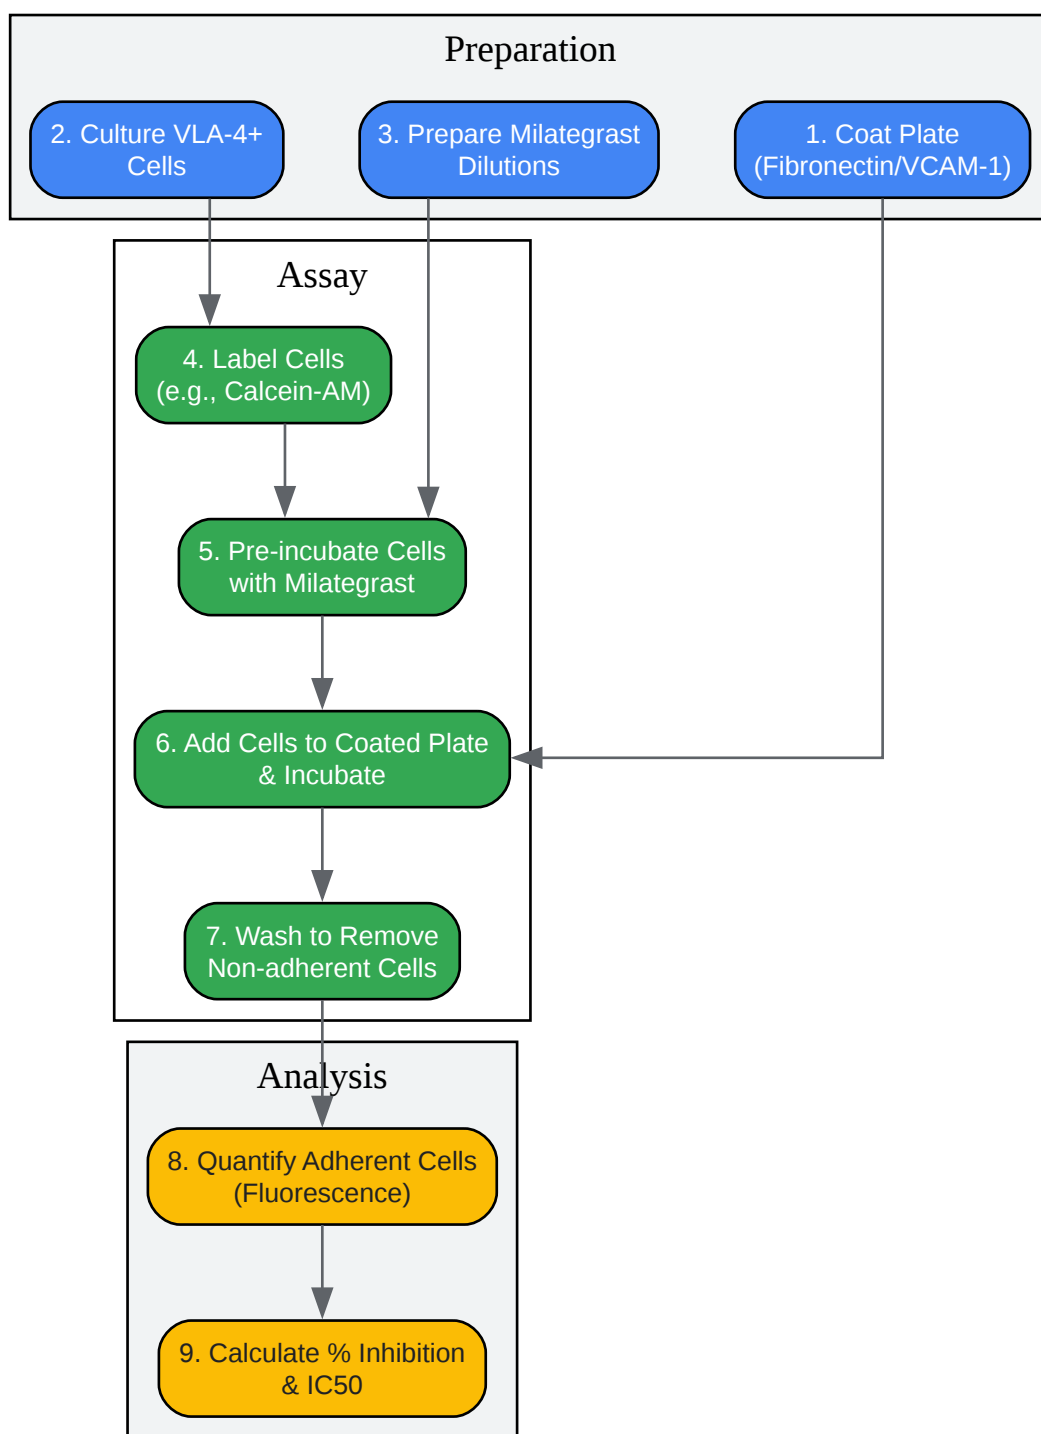 Preparation
2. Culture VLA-4+
Cells
3. Prepare Milategrast
Dilutions
1. Coat Plate
(Fibronectin/VCAM-1)
Assay
4. Label Cells
(e.g., Calcein-AM)
5. Pre-incubate Cells
with Milategrast
6. Add Cells to Coated Plate
& Incubate
7. Wash to Remove
Non-adherent Cells
Analysis
8. Quantify Adherent Cells
(Fluorescence)
9. Calculate % Inhibition
& IC50